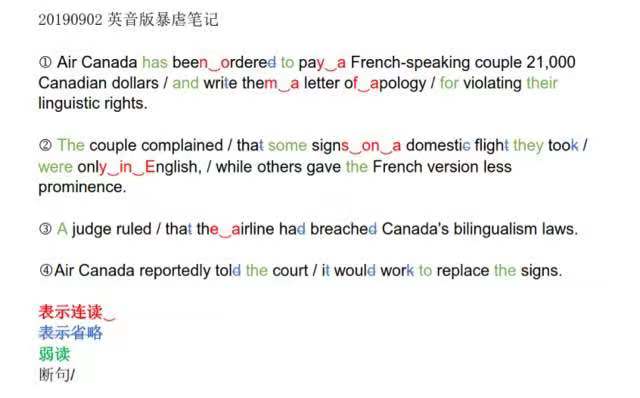 20190902 英音版暴虐笔记
① Air Canada has been‿ordered to pay‿a French-speaking couple 21,000
Canadian dollars / and write them‿a letter of‿apology / for violating their
linguistic rights.
② The couple complained / that some signs‿on‿a domestic flight they took /
were only‿in‿English, / while others gave the French version less
prominence.
③ A judge ruled / that the‿airline had breached Canada's bilingualism laws.
④Air Canada reportedly told the court / it would work to replace the signs.
表示连读‿
表示省略
弱读
断句/